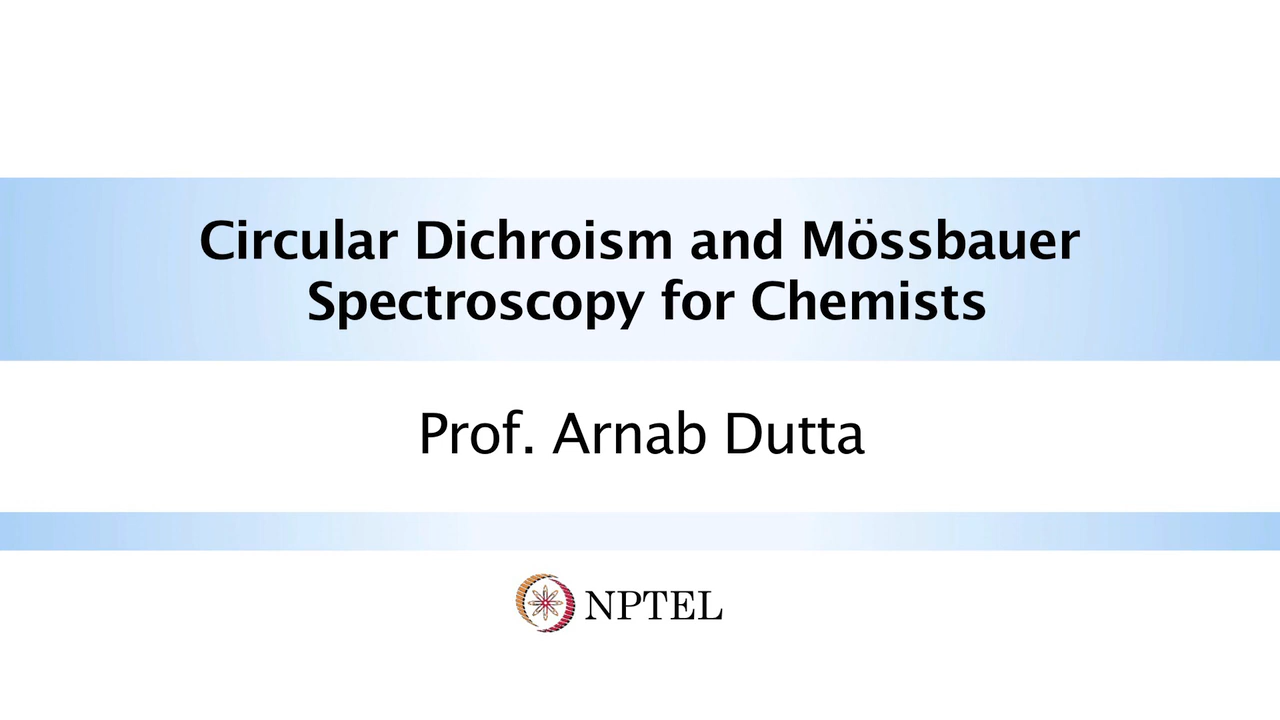 Circular Dichroism and Mössbauer
Spectroscopy for Chemists
Prof. Arnab Dutta
NPTEL